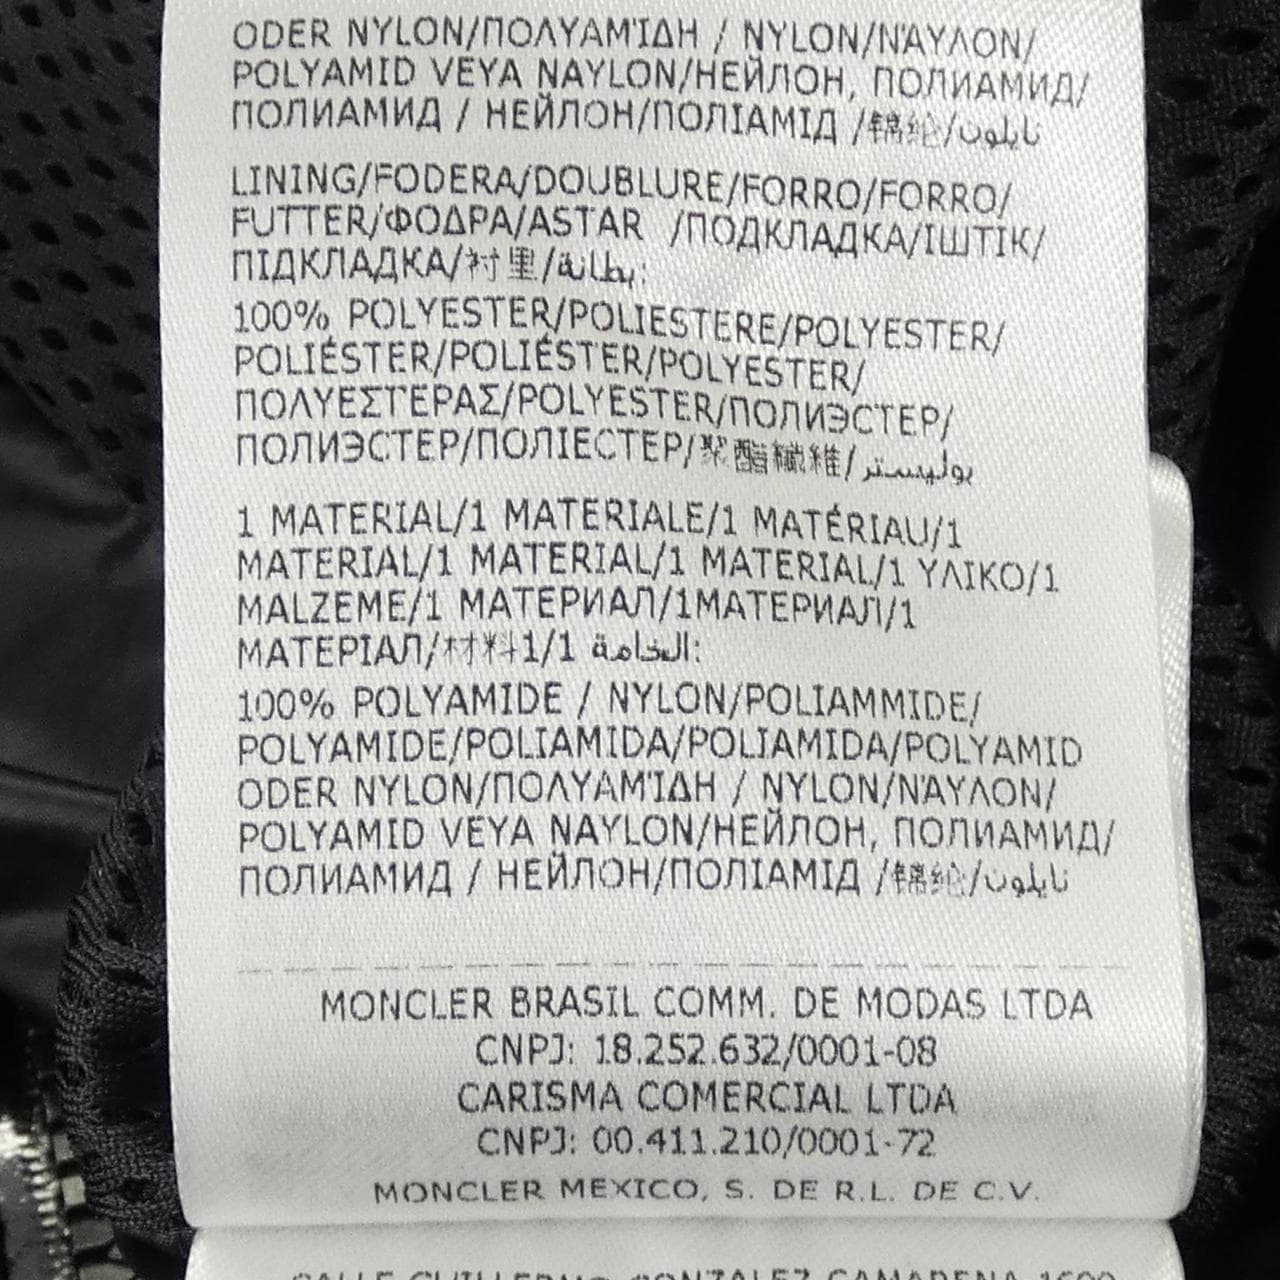 ODER NYLON/ΠΟΛΥΑΜΊΔΗ / NYLON/ΝΆΥΛΟΝ/
POLYAMID VEYA NAYLON/НЕЙЛОН, ПОЛИАМИД/
ПОЛИАМИД / НЕЙЛОН/ПОЛІАМІД /锦纶/نايلون
LINING/FODERA/DOUBLURE/FORRO/FORRO/
FUTTER/ΦΟΔΡΑ/ASTAR /ПОДКЛАДКА/ІШТІК/
ПІДКЛАДКА/衬里/بطانة:
100% POLYESTER/POLIESTERE/POLYESTER/
POLIÉSTER/POLIÉSTER/POLYESTER/
ΠΟΛΥΕΣΤΕΡΑΣ/POLYESTER/ПОЛИЭСТЕР/
ПОЛИЭСТЕР/ПОЛІЕСТЕР/聚酯纖維/بوليستر
1 MATERIAL/1 MATERIALE/1 MATÉRIAU/1
MATERIAL/1 MATERIAL/1 MATERIAL/1 ΥΛΙΚΟ/1
MALZEME/1 МАТЕРИАЛ/1МАТЕРИАЛ/1
МАТЕРІАЛ/材料1/1 الخامة:
100% POLYAMIDE / NYLON/POLIAMMIDE/
POLYAMIDE/POLIAMIDA/POLIAMIDA/POLYAMID
ODER NYLON/ΠΟΛΥΑΜΊΔΗ / NYLON/ΝΆΥΛΟΝ/
POLYAMID VEYA NAYLON/НЕЙЛОН, ПОЛИАМИД/
ПОЛИАМИД / НЕЙЛОН/ПОЛІАМІД /锦纶/نايلون
MONCLER BRASIL COMM. DE MODAS LTDA
CNPJ: 18.252.632/0001-08
CARISMA COMERCIAL LTDA
CNPJ: 00.411.210/0001-72
MONCLER MEXICO, S. DE R.L. DE C.V.